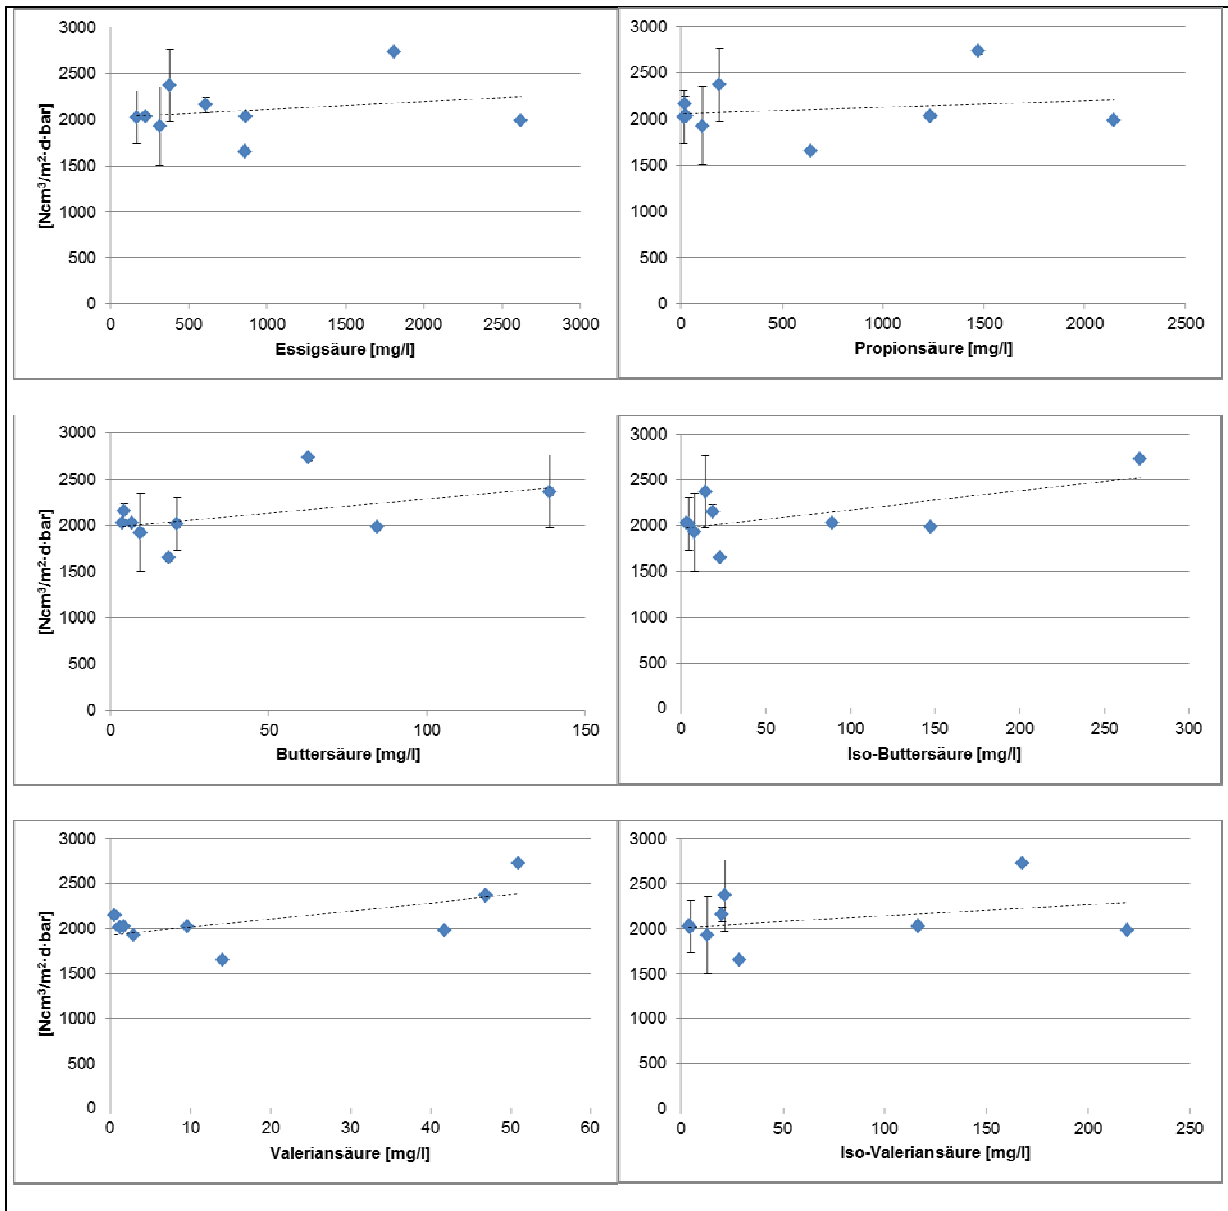 3000
2500
2000
1500
1000
500
0
[Ncm³/m²·d·bar]
0 500 1000 1500 2000 2500 3000
Essigsäure [mg/l]
3000
2500
2000
1500
1000
500
0
0 500 1000 1500 2000 2500
Propionsäure [mg/l]
3000
2500
2000
1500
1000
500
0
[Ncm³/m²·d·bar]
0 50 100 150
Buttersäure [mg/l]
3000
2500
2000
1500
1000
500
0
0 50 100 150 200 250 300
Iso-Buttersäure [mg/l]
3000
2500
2000
1500
1000
500
0
[Ncm³/m²·d·bar]
0 10 20 30 40 50 60
Valeriansäure [mg/l]
3000
2500
2000
1500
1000
500
0
0 50 100 150 200 250
Iso-Valeriansäure [mg/l]